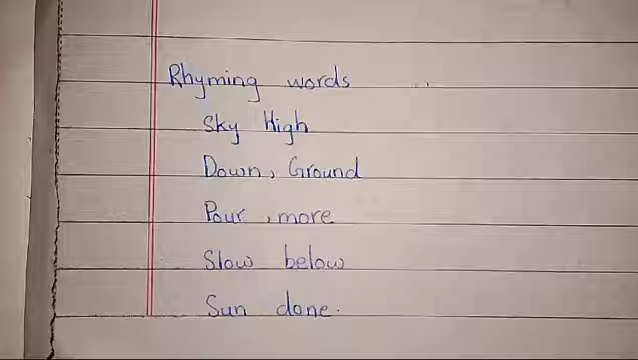 Rhyming words ..
Sky High
Down, Ground
Pour , more
Slow below
Sun done.